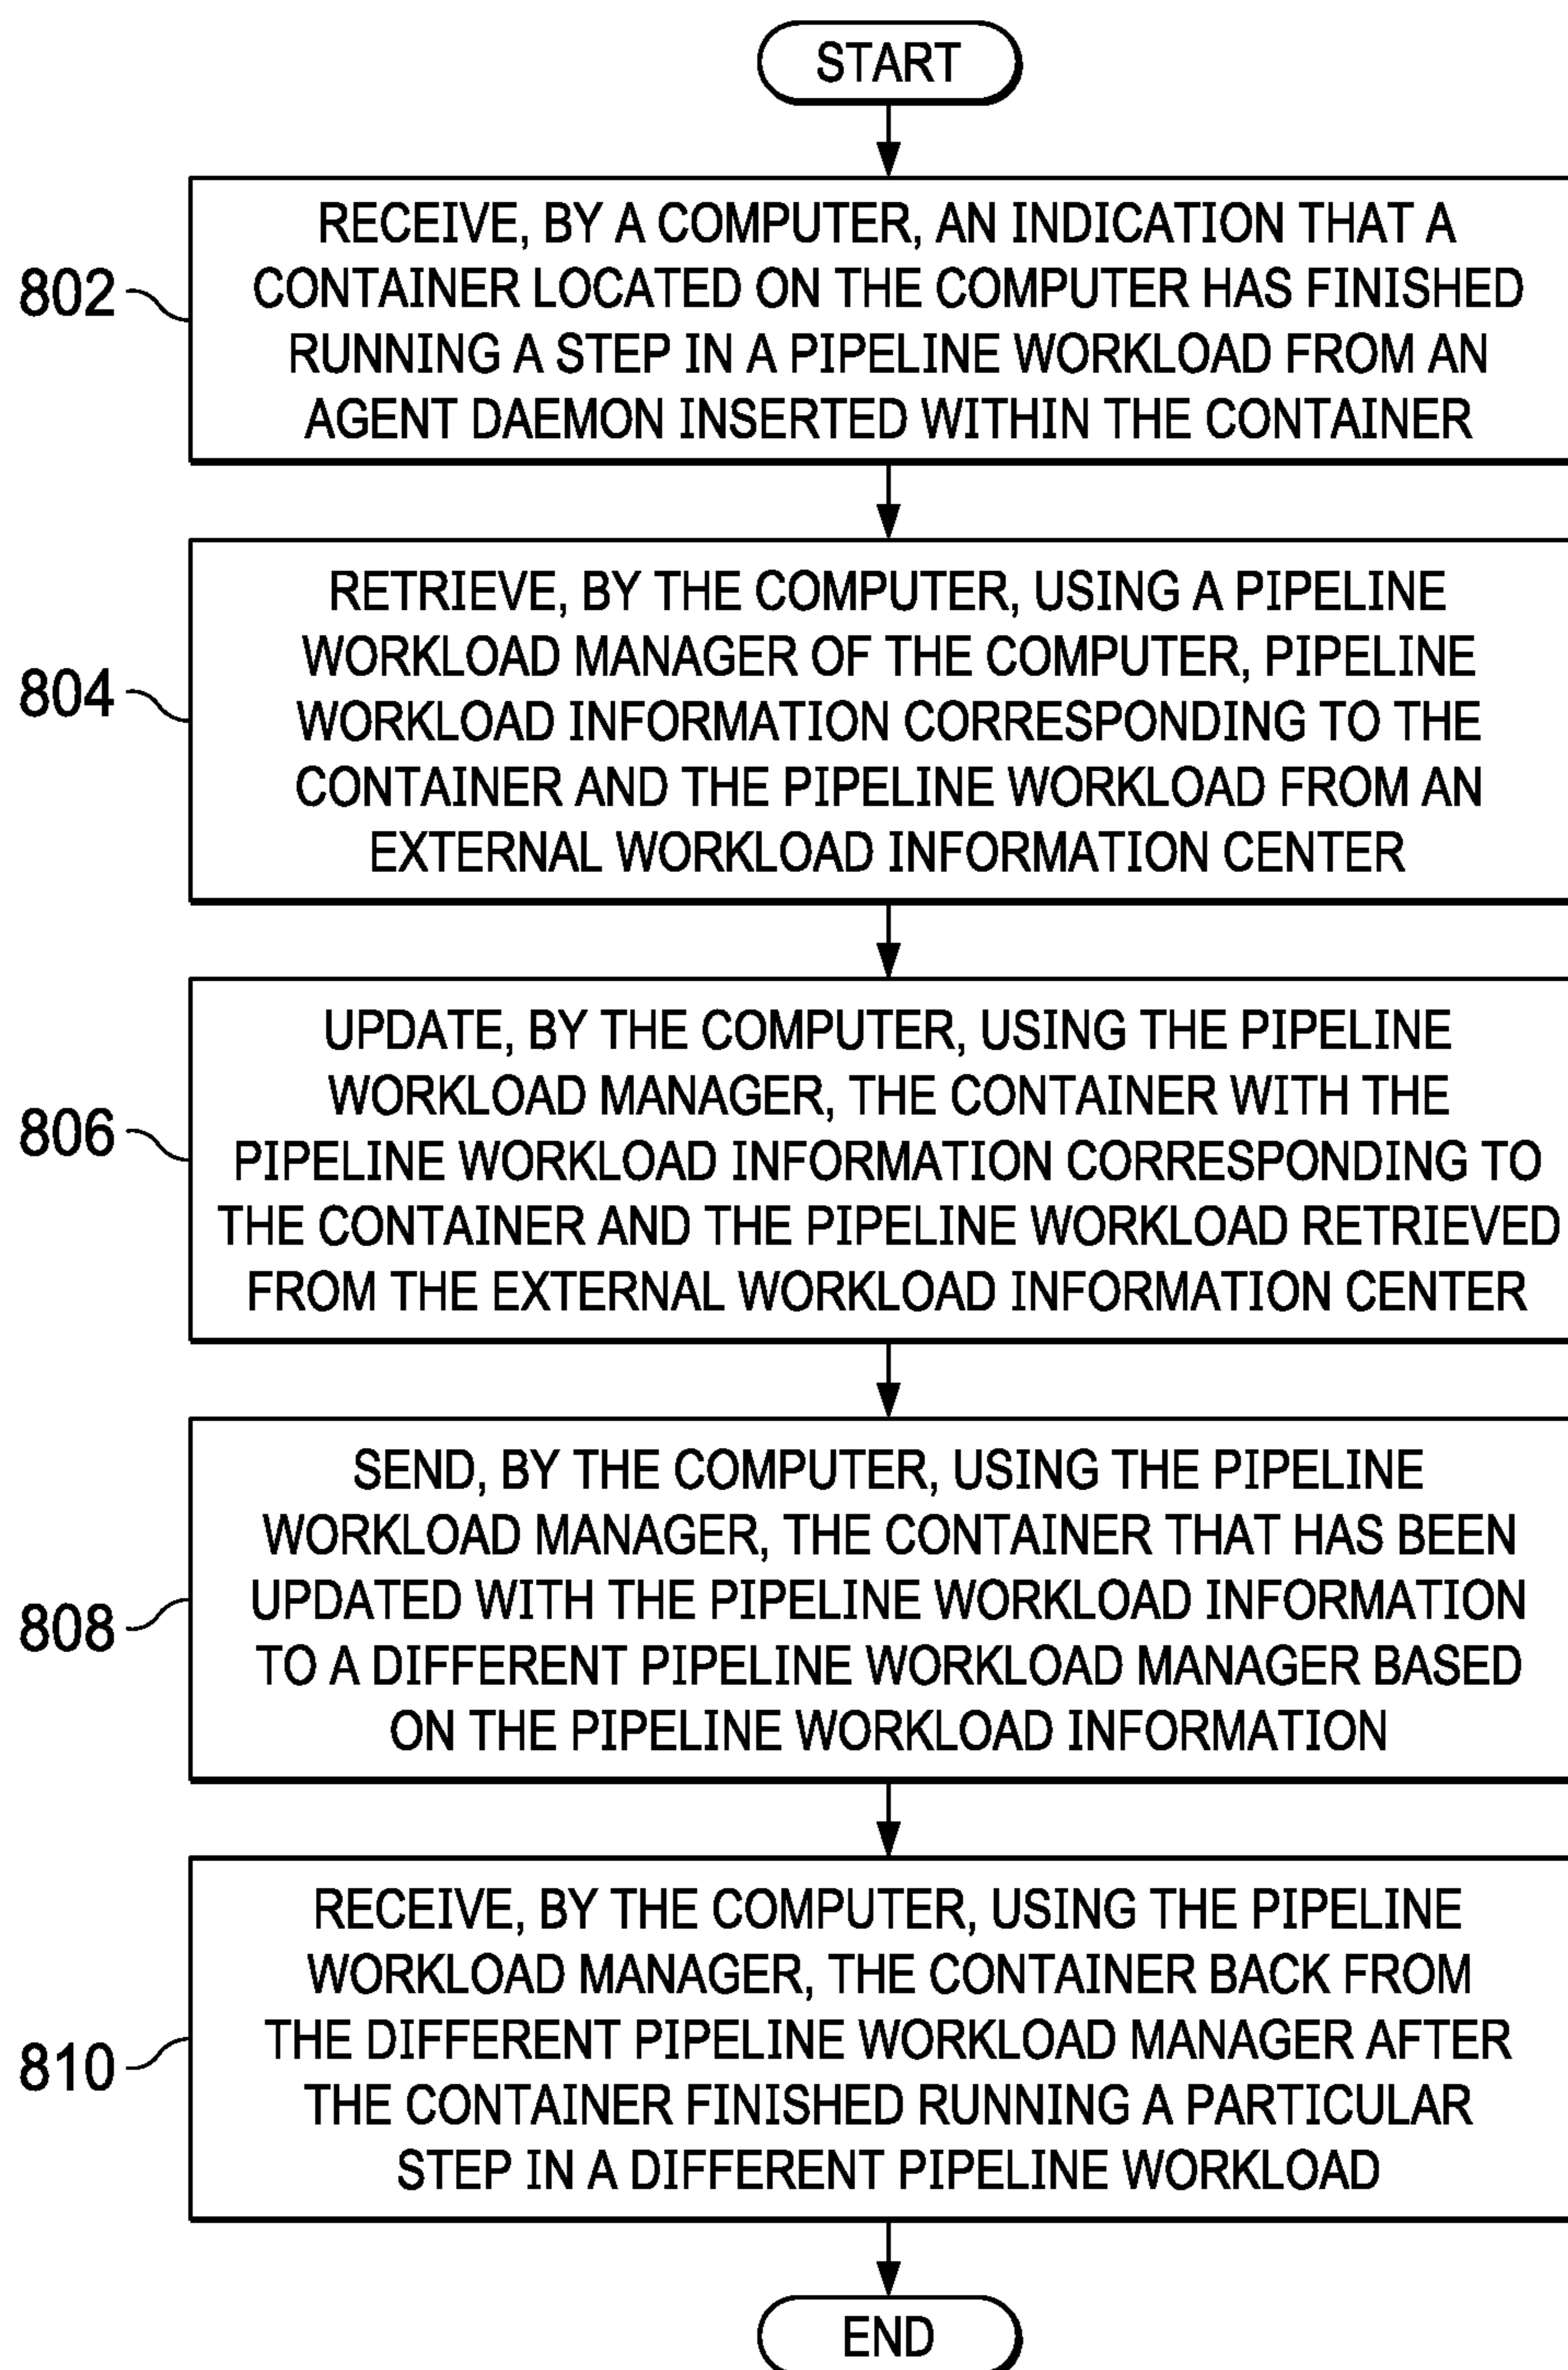 START
RECEIVE, BY A COMPUTER, AN INDICATION THAT A
CONTAINER LOCATED ON THE COMPUTER HAS FINISHED
RUNNING A STEP IN A PIPELINE WORKLOAD FROM AN
AGENT DAEMON INSERTED WITHIN THE CONTAINER
802
RETRIEVE, BY THE COMPUTER, USING A PIPELINE
WORKLOAD MANAGER OF THE COMPUTER, PIPELINE
WORKLOAD INFORMATION CORRESPONDING TO THE
CONTAINER AND THE PIPELINE WORKLOAD FROM AN
EXTERNAL WORKLOAD INFORMATION CENTER
804
UPDATE, BY THE COMPUTER, USING THE PIPELINE
WORKLOAD MANAGER, THE CONTAINER WITH THE
PIPELINE WORKLOAD INFORMATION CORRESPONDING TO
THE CONTAINER AND THE PIPELINE WORKLOAD RETRIEVED
FROM THE EXTERNAL WORKLOAD INFORMATION CENTER
806
SEND, BY THE COMPUTER, USING THE PIPELINE
WORKLOAD MANAGER, THE CONTAINER THAT HAS BEEN
UPDATED WITH THE PIPELINE WORKLOAD INFORMATION
TO A DIFFERENT PIPELINE WORKLOAD MANAGER BASED
ON THE PIPELINE WORKLOAD INFORMATION
808
RECEIVE, BY THE COMPUTER, USING THE PIPELINE
WORKLOAD MANAGER, THE CONTAINER BACK FROM
THE DIFFERENT PIPELINE WORKLOAD MANAGER AFTER
THE CONTAINER FINISHED RUNNING A PARTICULAR
STEP IN A DIFFERENT PIPELINE WORKLOAD
810
END